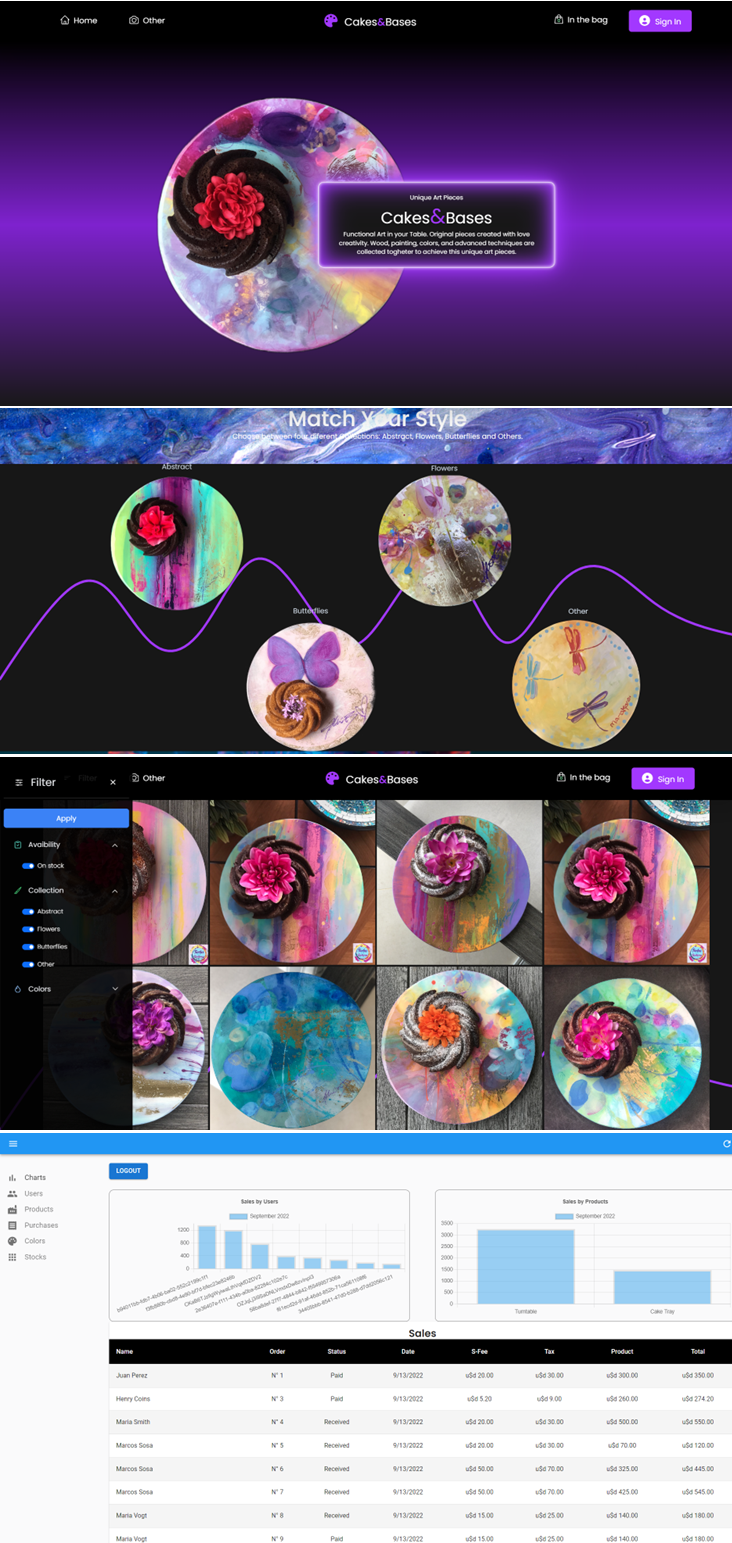 Home
Other
Cakes&Bases
In the bag
Sign In
Unique Art Pieces
Cakes&Bases
Functional Art in your Table. Original pieces created with love
creativity. Wood, painting, colors, and advanced techniques are
collected togheter to achieve this unique art pieces.
Match Your Style
Choose between four diferent collections: Abstract, Flowers, Butterflies and Others.
Abstract
Flowers
Butterflies
Other
Filter
Filter
Other
Cakes&Bases
In the bag
Sign In
Apply
Avaibility
On stock
Collection
Abstract
Flowers
Butterflies
Other
Colors
LOGOUT
Charts
Users
Products
Purchases
Colors
Stocks
Sales by Users
September 2022
1200
800
400
0
Sales by Products
September 2022
3500
3000
2500
2000
1500
1000
500
0
Turntable
Cake Tray
Sales
Name Order Status Date S-Fee Tax Product Total
Juan Perez N° 1 Paid 9/13/2022 u$d 20.00 u$d 30.00 u$d 300.00 u$d 350.00
Henry Coins N° 3 Paid 9/13/2022 u$d 5.20 u$d 9.00 u$d 260.00 u$d 274.20
Maria Smith N° 4 Received 9/13/2022 u$d 20.00 u$d 30.00 u$d 500.00 u$d 550.00
Marcos Sosa N° 5 Received 9/13/2022 u$d 20.00 u$d 30.00 u$d 70.00 u$d 120.00
Marcos Sosa N° 6 Received 9/13/2022 u$d 50.00 u$d 70.00 u$d 325.00 u$d 445.00
Marcos Sosa N° 7 Received 9/13/2022 u$d 50.00 u$d 70.00 u$d 425.00 u$d 545.00
Maria Vogt N° 8 Received 9/13/2022 u$d 15.00 u$d 25.00 u$d 140.00 u$d 180.00
Maria Vogt N° 9 Paid 9/13/2022 u$d 15.00 u$d 25.00 u$d 140.00 u$d 180.00